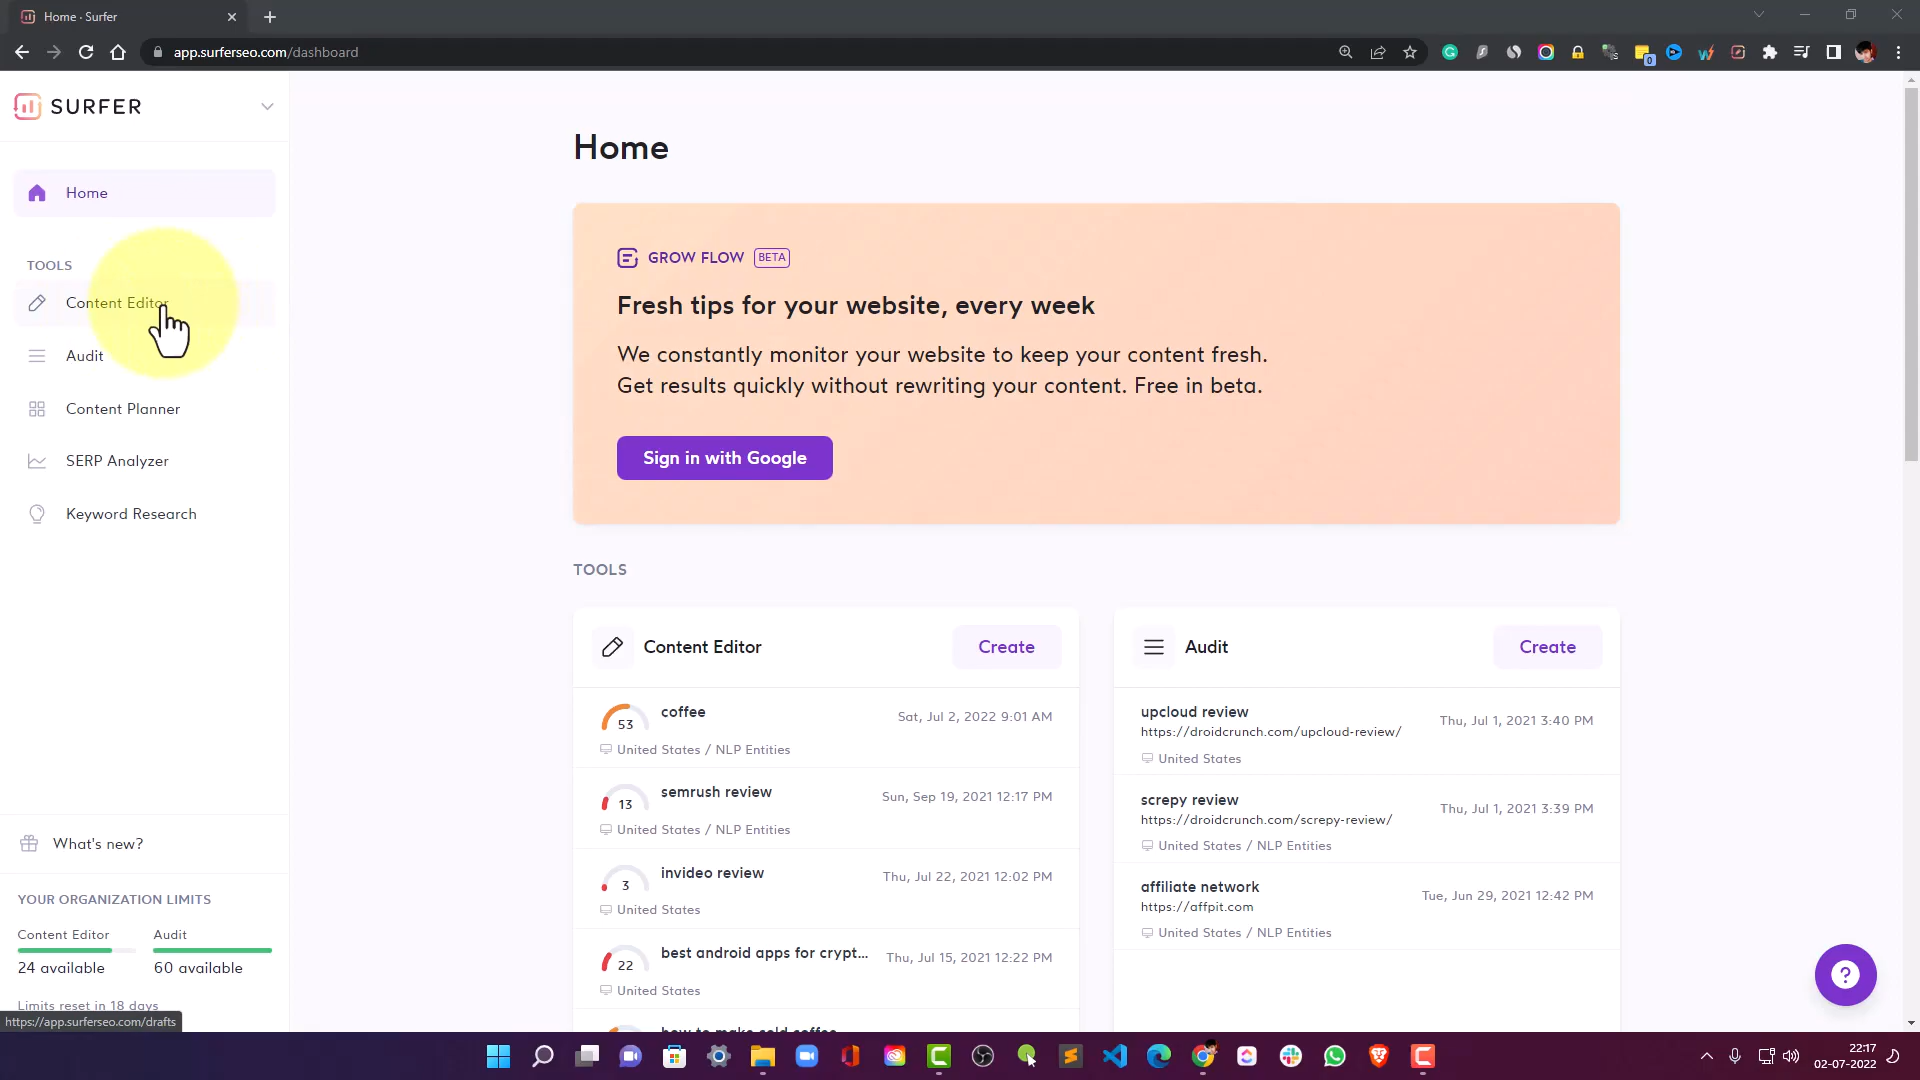 Home · Surfer
app.surferseo.com/dashboard
0
SURFER
Home
TOOLS
Content Editor
Audit
Content Planner
SERP Analyzer
Keyword Research
What's new?
YOUR ORGANIZATION LIMITS
Content Editor
24 available
Audit
60 available
Limits reset in 18 days
https://app.surferseo.com/drafts
Home
GROW FLOW BETA
Fresh tips for your website, every week
We constantly monitor your website to keep your content fresh.
Get results quickly without rewriting your content. Free in beta.
Sign in with Google
TOOLS
Content Editor Create
53 coffee Sat, Jul 2, 2022 9:01 AM
United States / NLP Entities
13 semrush review Sun, Sep 19, 2021 12:17 PM
United States / NLP Entities
3 invideo review Thu, Jul 22, 2021 12:02 PM
United States
22 best android apps for crypt... Thu, Jul 15, 2021 12:22 PM
United States
how to make cold coffee
Audit Create
upcloud review Thu, Jul 1, 2021 3:40 PM
https://droidcrunch.com/upcloud-review/
United States
screpy review Thu, Jul 1, 2021 3:39 PM
https://droidcrunch.com/screpy-review/
United States / NLP Entities
affiliate network Tue, Jun 29, 2021 12:42 PM
https://affpit.com
United States / NLP Entities
?
22:17
02-07-2022